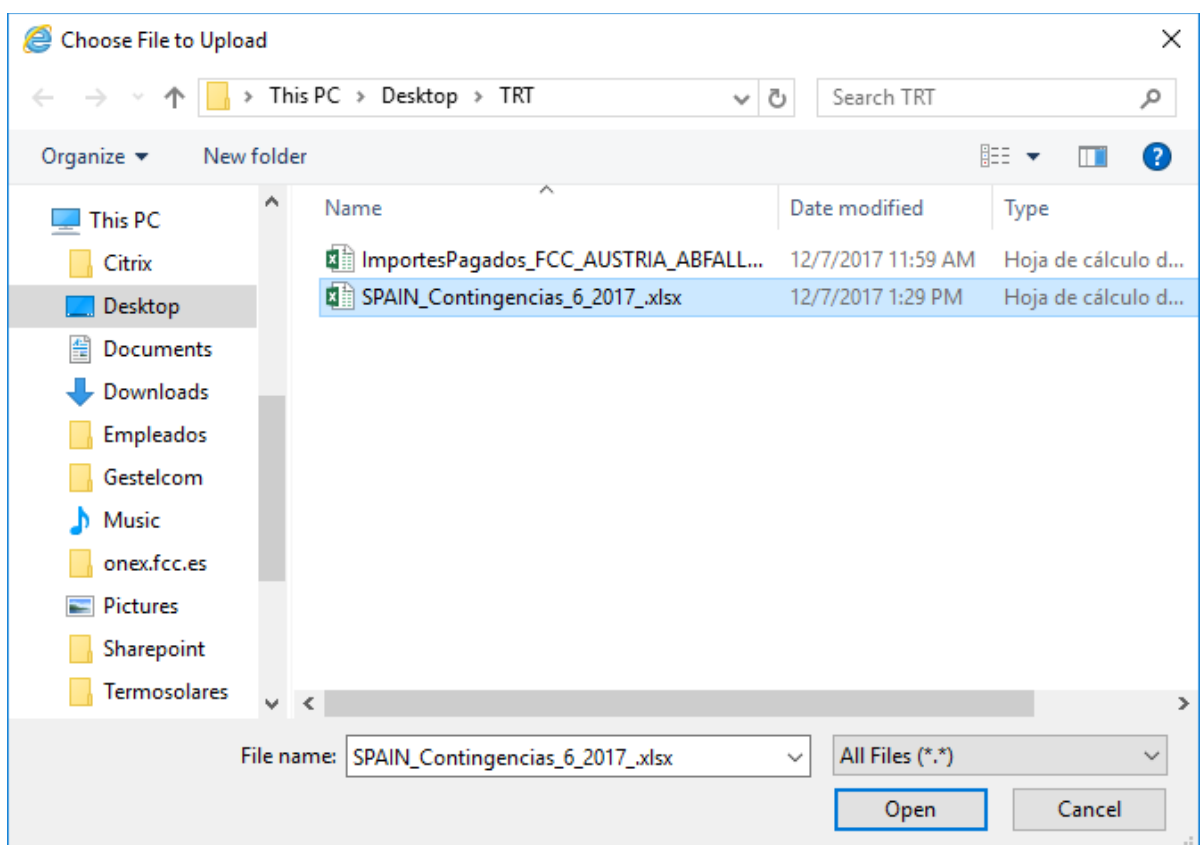 Choose File to Upload
This PC > Desktop > TRT
Search TRT
Organize
New folder
Name
Date modified
Type
This PC
Citrix
Desktop
Documents
Downloads
Empleados
Gestelcom
Music
onex.fcc.es
Pictures
Sharepoint
Termosolares
ImportesPagados_FCC_AUSTRIA_ABFALL... 12/7/2017 11:59 AM Hoja de cálculo d...
SPAIN_Contingencias_6_2017_.xlsx 12/7/2017 1:29 PM Hoja de cálculo d...
File name: SPAIN_Contingencias_6_2017_.xlsx All Files (*.*)
Open Cancel